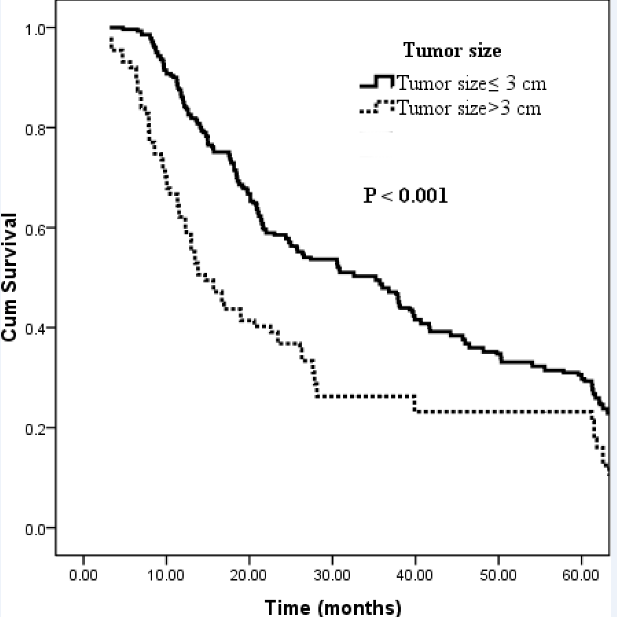 Tumor size
Tumor size≤ 3 cm
Tumor size>3 cm
P < 0.001
Cum Survival
1.0
0.8
0.6
0.4
0.2
0.0
0.00 10.00 20.00 30.00 40.00 50.00 60.00
Time (months)